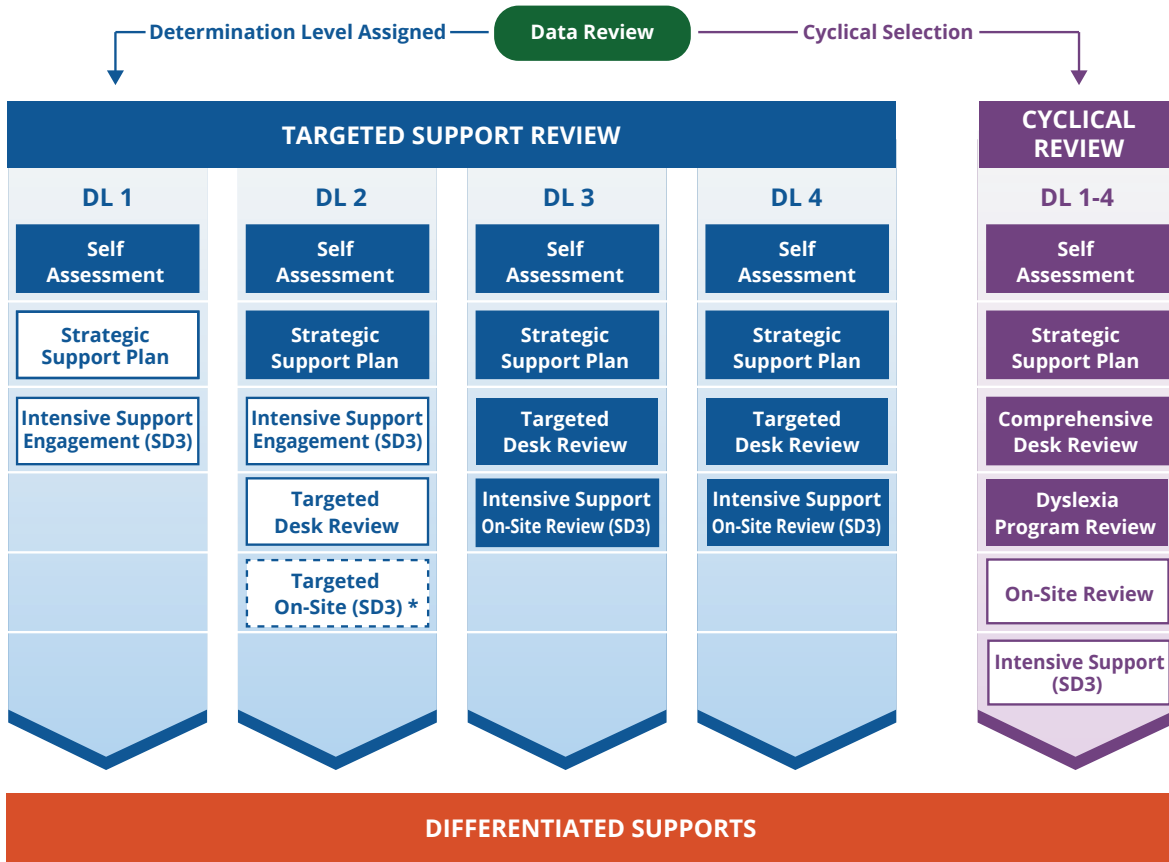 Determination Level Assigned
Data Review
Cyclical Selection
TARGETED SUPPORT REVIEW
DL 1
Self
Assessment
Strategic
Support Plan
Intensive Support
Engagement (SD3)
DL 2
Self
Assessment
Strategic
Support Plan
Intensive Support
Engagement (SD3)
Targeted
Desk Review
Targeted
On-Site (SD3) *
DL 3
Self
Assessment
Strategic
Support Plan
Targeted
Desk Review
Intensive Support
On-Site Review (SD3)
DL 4
Self
Assessment
Strategic
Support Plan
Targeted
Desk Review
Intensive Support
On-Site Review (SD3)
CYCLICAL
REVIEW
DL 1-4
Self
Assessment
Strategic
Support Plan
Comprehensive
Desk Review
Dyslexia
Program Review
On-Site Review
Intensive Support
(SD3)
DIFFERENTIATED SUPPORTS